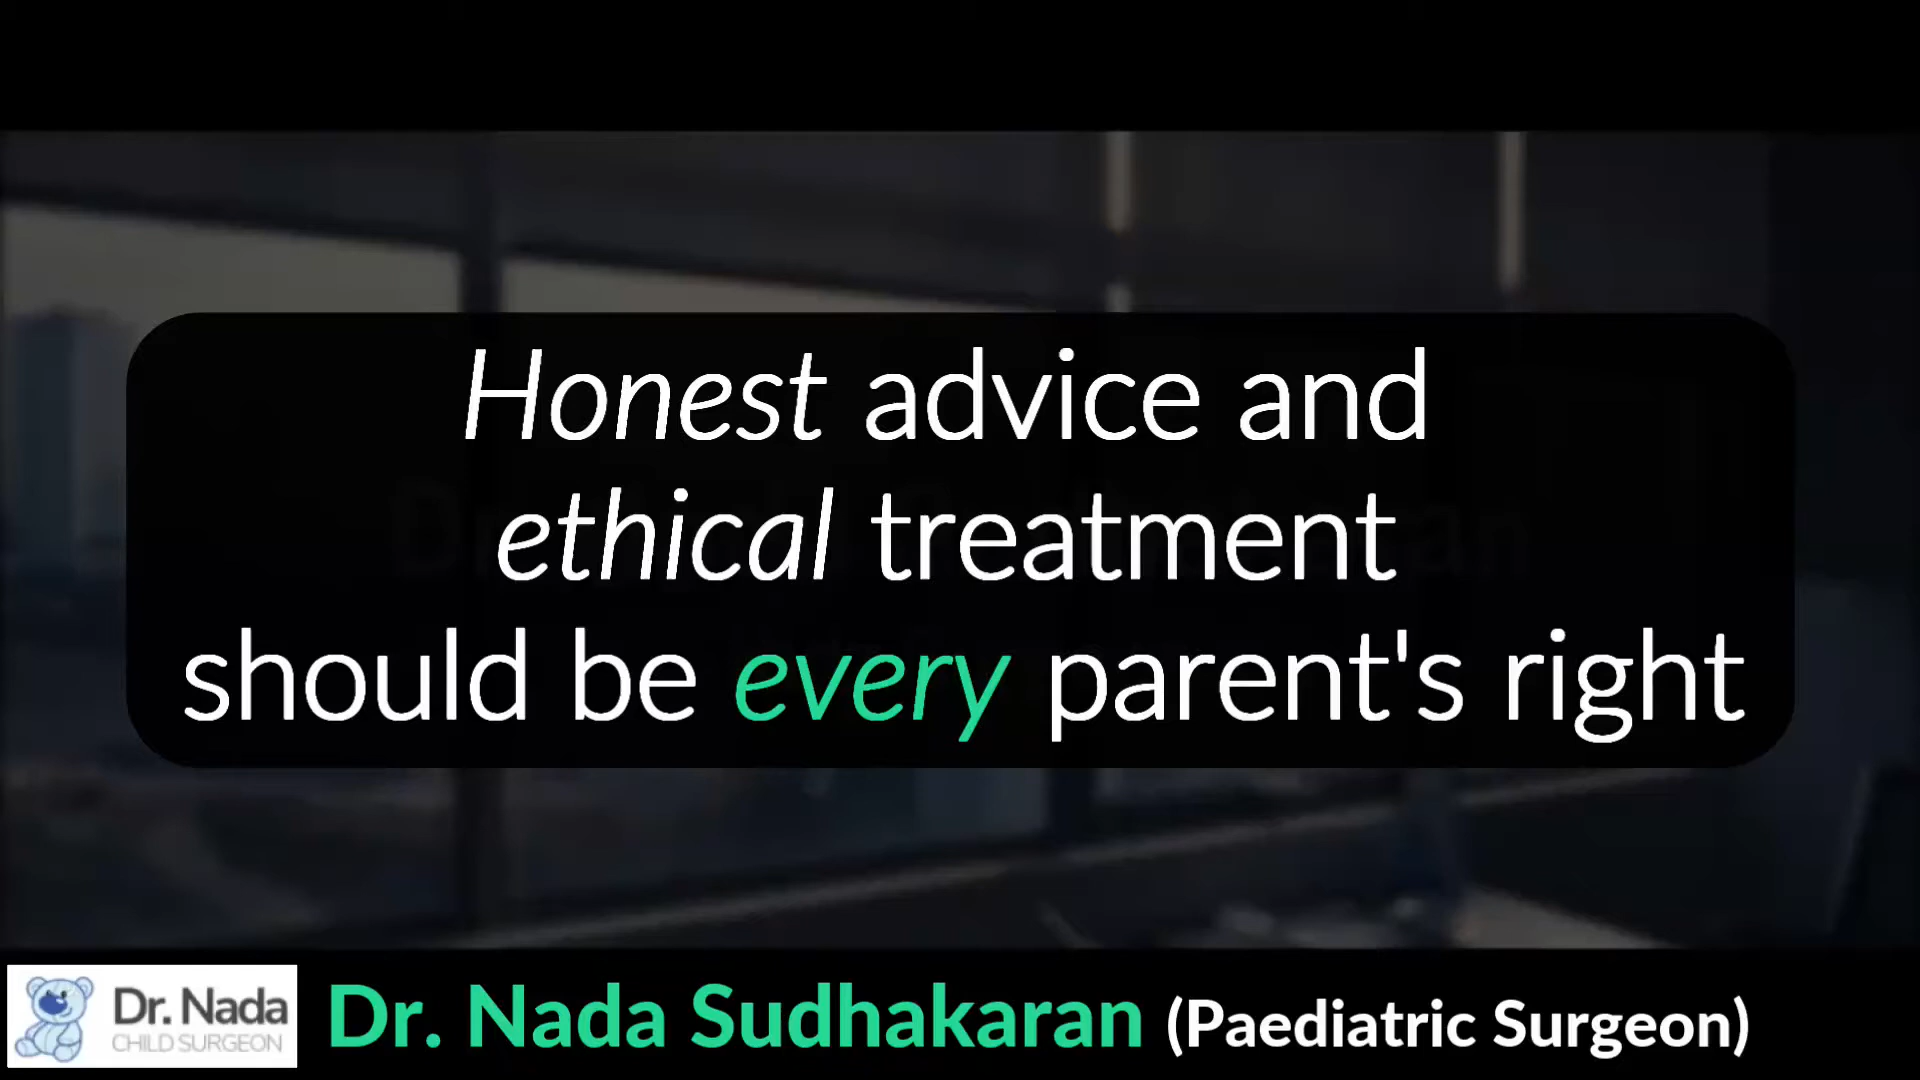 Honest advice and
ethical treatment
should be every parent's right
Dr. Nada
CHILD SURGEON
Dr. Nada Sudhakaran (Paediatric Surgeon)